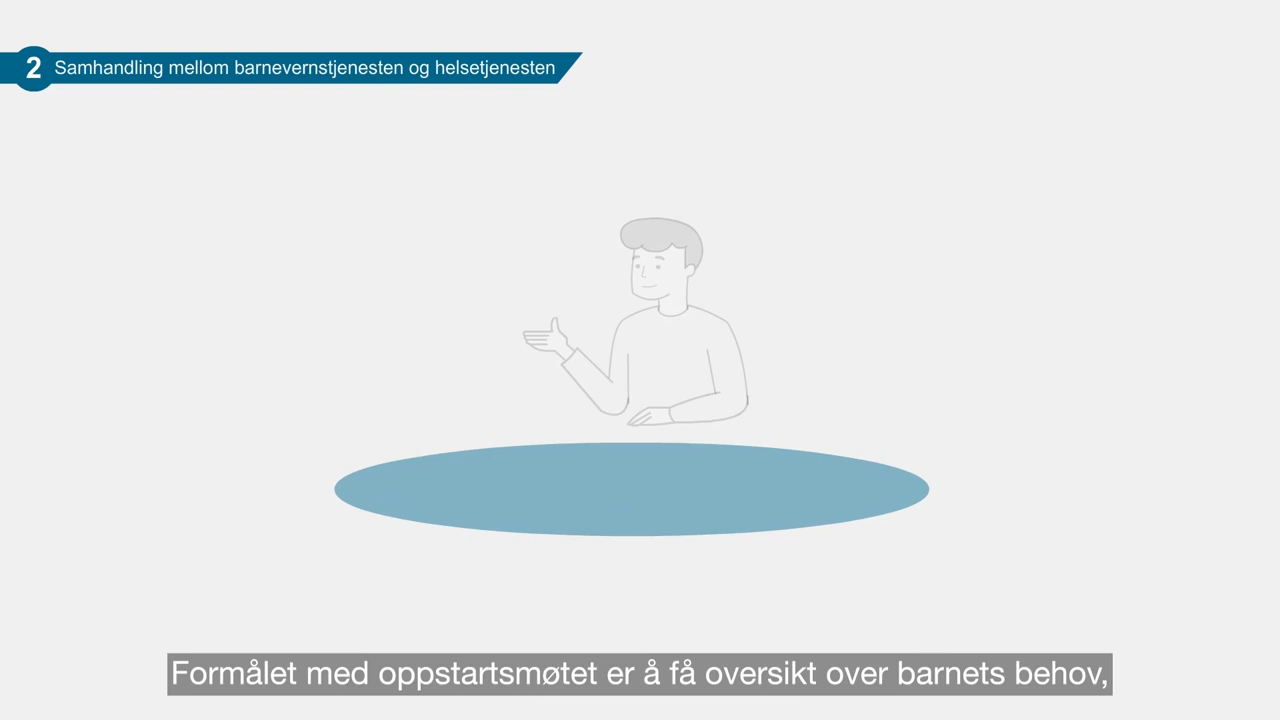 2 Samhandling mellom barnevernstjenesten og helsetjenesten
Formålet med oppstartsmøtet er å få oversikt over barnets behov,